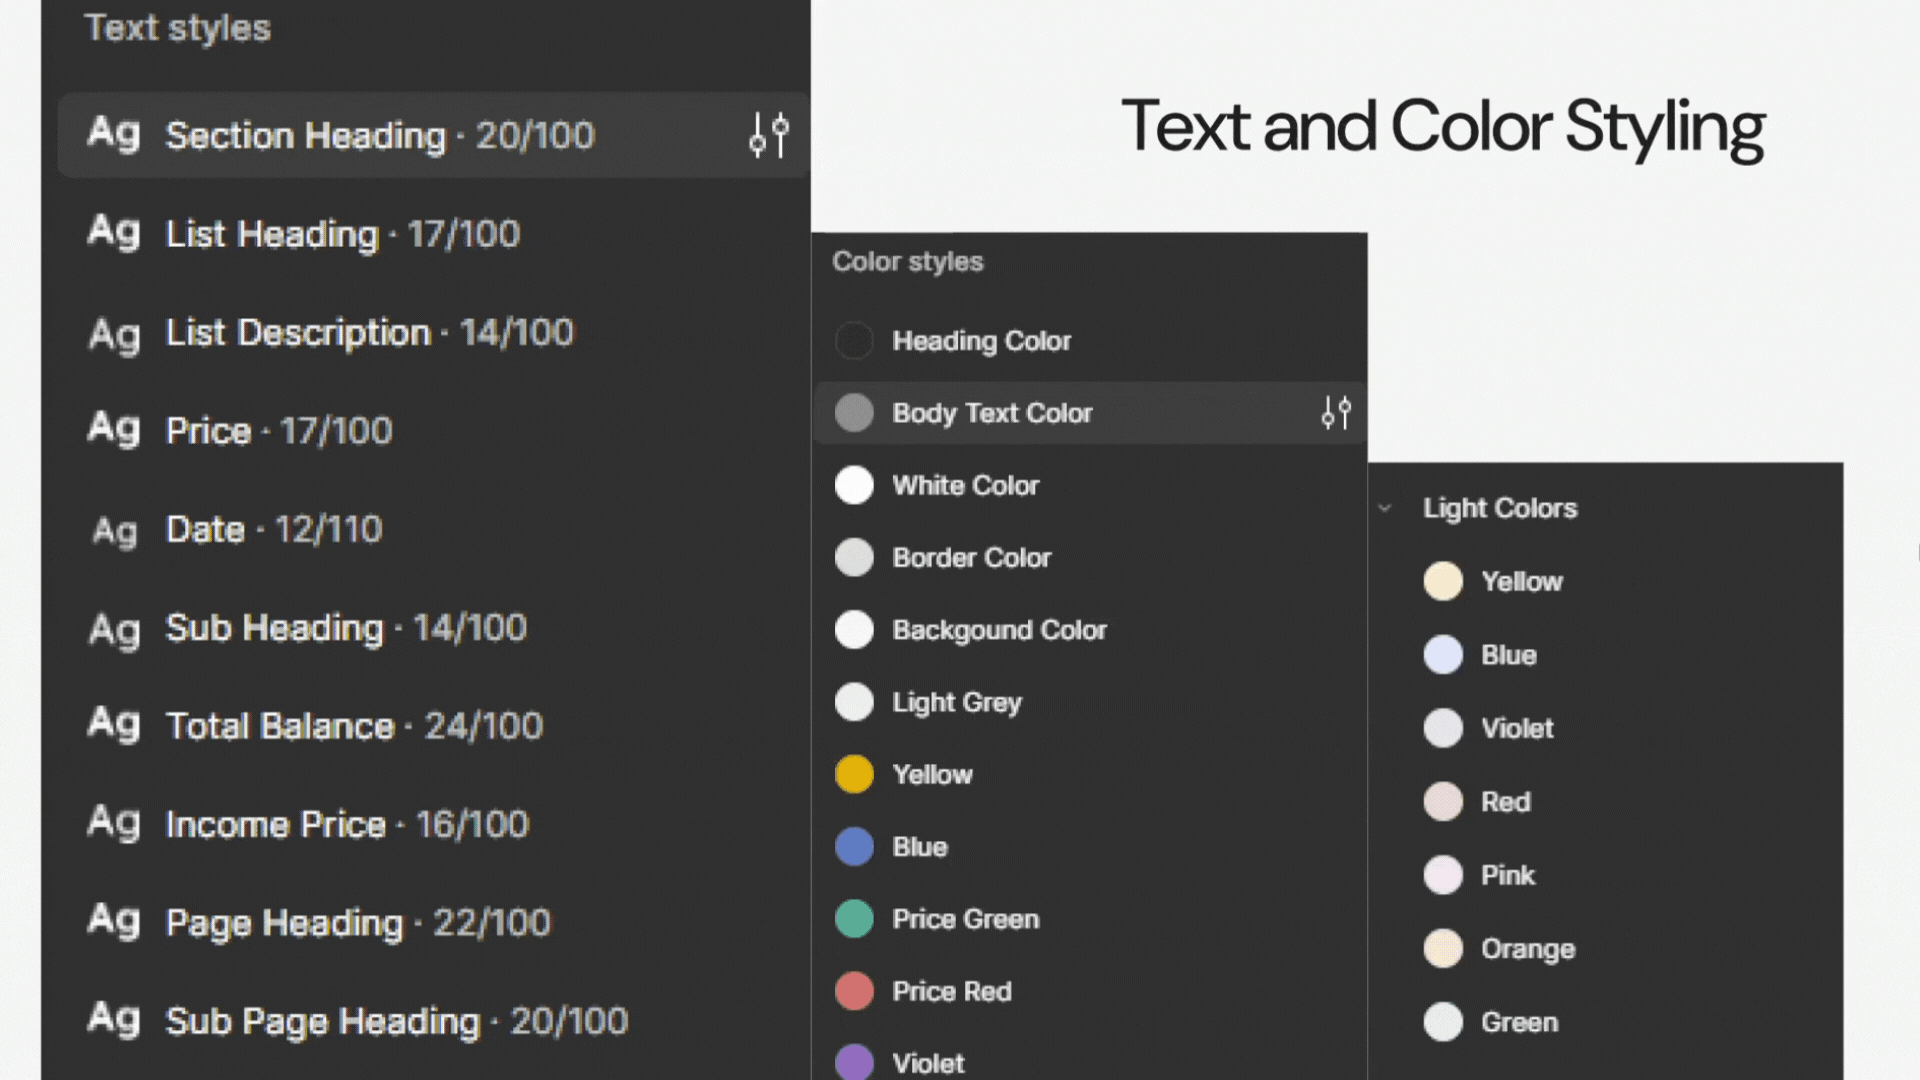 Text styles
Ag Section Heading · 20/100
Ag List Heading · 17/100
Ag List Description · 14/100
Ag Price · 17/100
Ag Date · 12/110
Ag Sub Heading · 14/100
Ag Total Balance · 24/100
Ag Income Price · 16/100
Ag Page Heading · 22/100
Ag Sub Page Heading · 20/100
Text and Color Styling
Color styles
Heading Color
Body Text Color
White Color
Border Color
Backgound Color
Light Grey
Yellow
Blue
Price Green
Price Red
Violet
Light Colors
Yellow
Blue
Violet
Red
Pink
Orange
Green